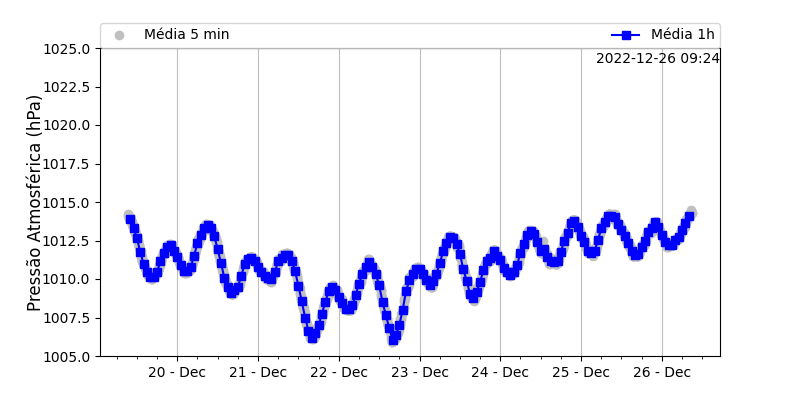 Média 5 min
Média 1h
2022-12-26 09:24
Pressão Atmosférica (hPa)
1025.0
1022.5
1020.0
1017.5
1015.0
1012.5
1010.0
1007.5
1005.0
20 - Dec
21 - Dec
22 - Dec
23 - Dec
24 - Dec
25 - Dec
26 - Dec